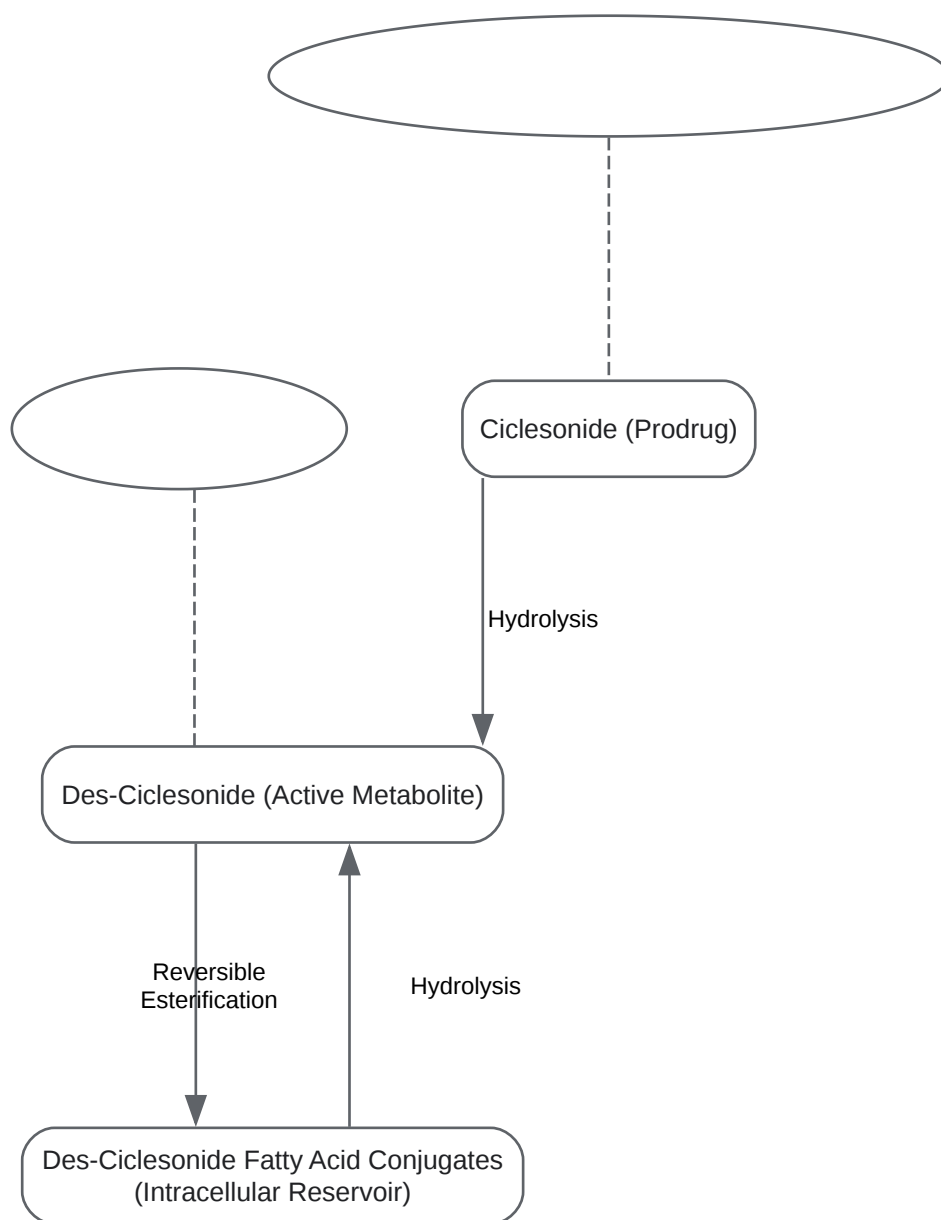 Ciclesonide (Prodrug)
Hydrolysis
Des-Ciclesonide (Active Metabolite)
Reversible
Esterification
Hydrolysis
Des-Ciclesonide Fatty Acid Conjugates
(Intracellular Reservoir)